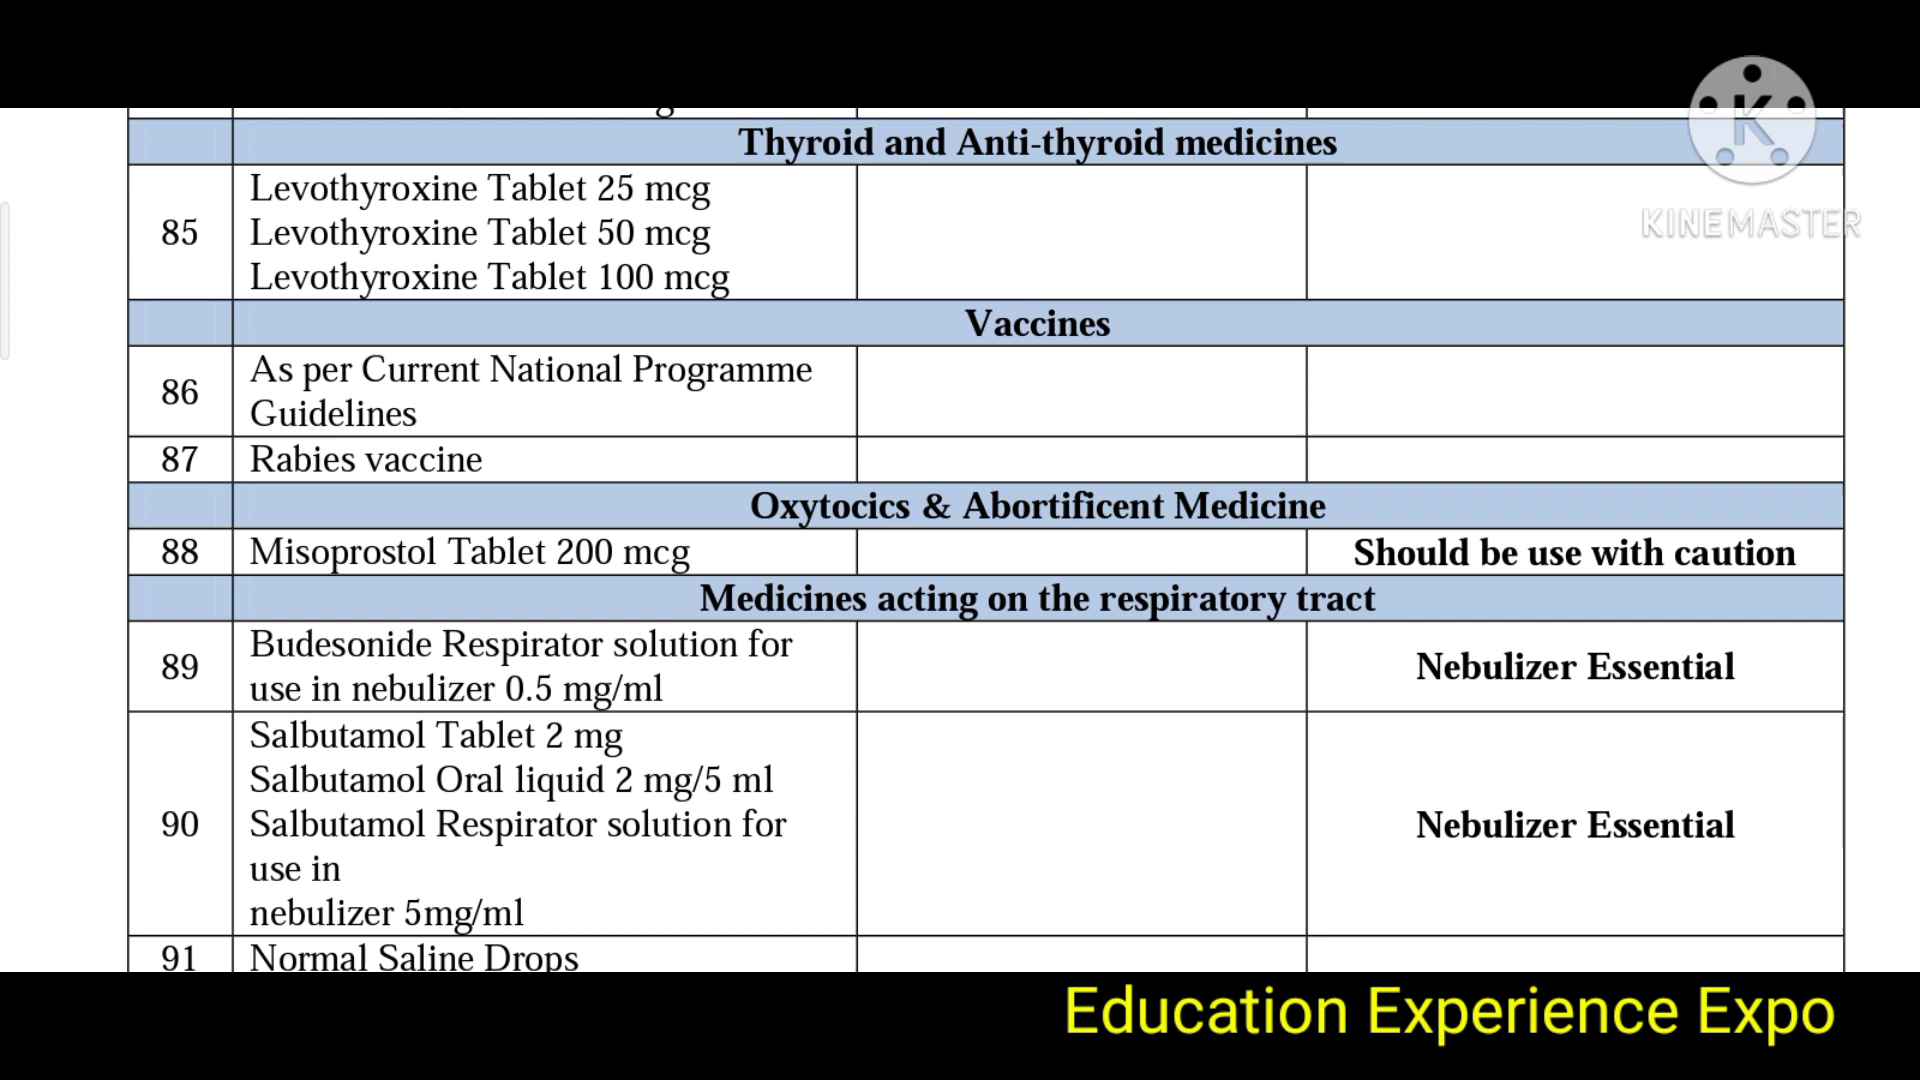 Thyroid and Anti-thyroid medicines
85
Levothyroxine Tablet 25 mcg
Levothyroxine Tablet 50 mcg
Levothyroxine Tablet 100 mcg
Vaccines
86
As per Current National Programme
Guidelines
87 Rabies vaccine
Oxytocics & Abortificent Medicine
88 Misoprostol Tablet 200 mcg Should be use with caution
Medicines acting on the respiratory tract
89
Budesonide Respirator solution for
use in nebulizer 0.5 mg/ml
Nebulizer Essential
90
Salbutamol Tablet 2 mg
Salbutamol Oral liquid 2 mg/5 ml
Salbutamol Respirator solution for
use in
nebulizer 5mg/ml
Nebulizer Essential
91 Normal Saline Drops
K
KINEMASTER
Education Experience Expo